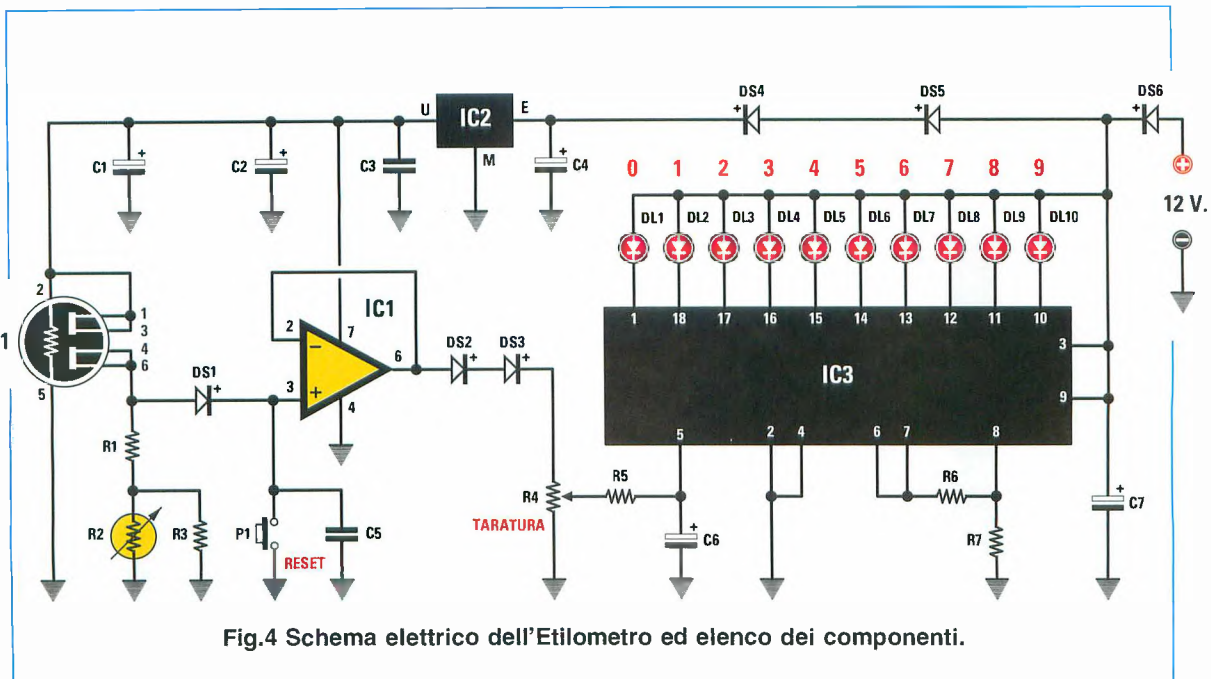 DS4 DS5 DS6
U IC2 E
M
C1 + C2 + C3 + C4
+ + +
0 1 2 3 4 5 6 7 8 9
DL1 DL2 DL3 DL4 DL5 DL6 DL7 DL8 DL9 DL10
+
12 V.
−
2 1 3 4 6 5
1
IC1
2 7 6 3 4
− +
DS1 + DS2 + DS3 +
1 18 17 16 15 14 13 12 11 10
IC3
3
9
5 2 4 6 7 8
R1
R2 R3
P1 RESET C5
R4 TARATURA
R5
C6 +
R6
R7
C7 +
Fig.4 Schema elettrico dell'Etilometro ed elenco dei componenti.